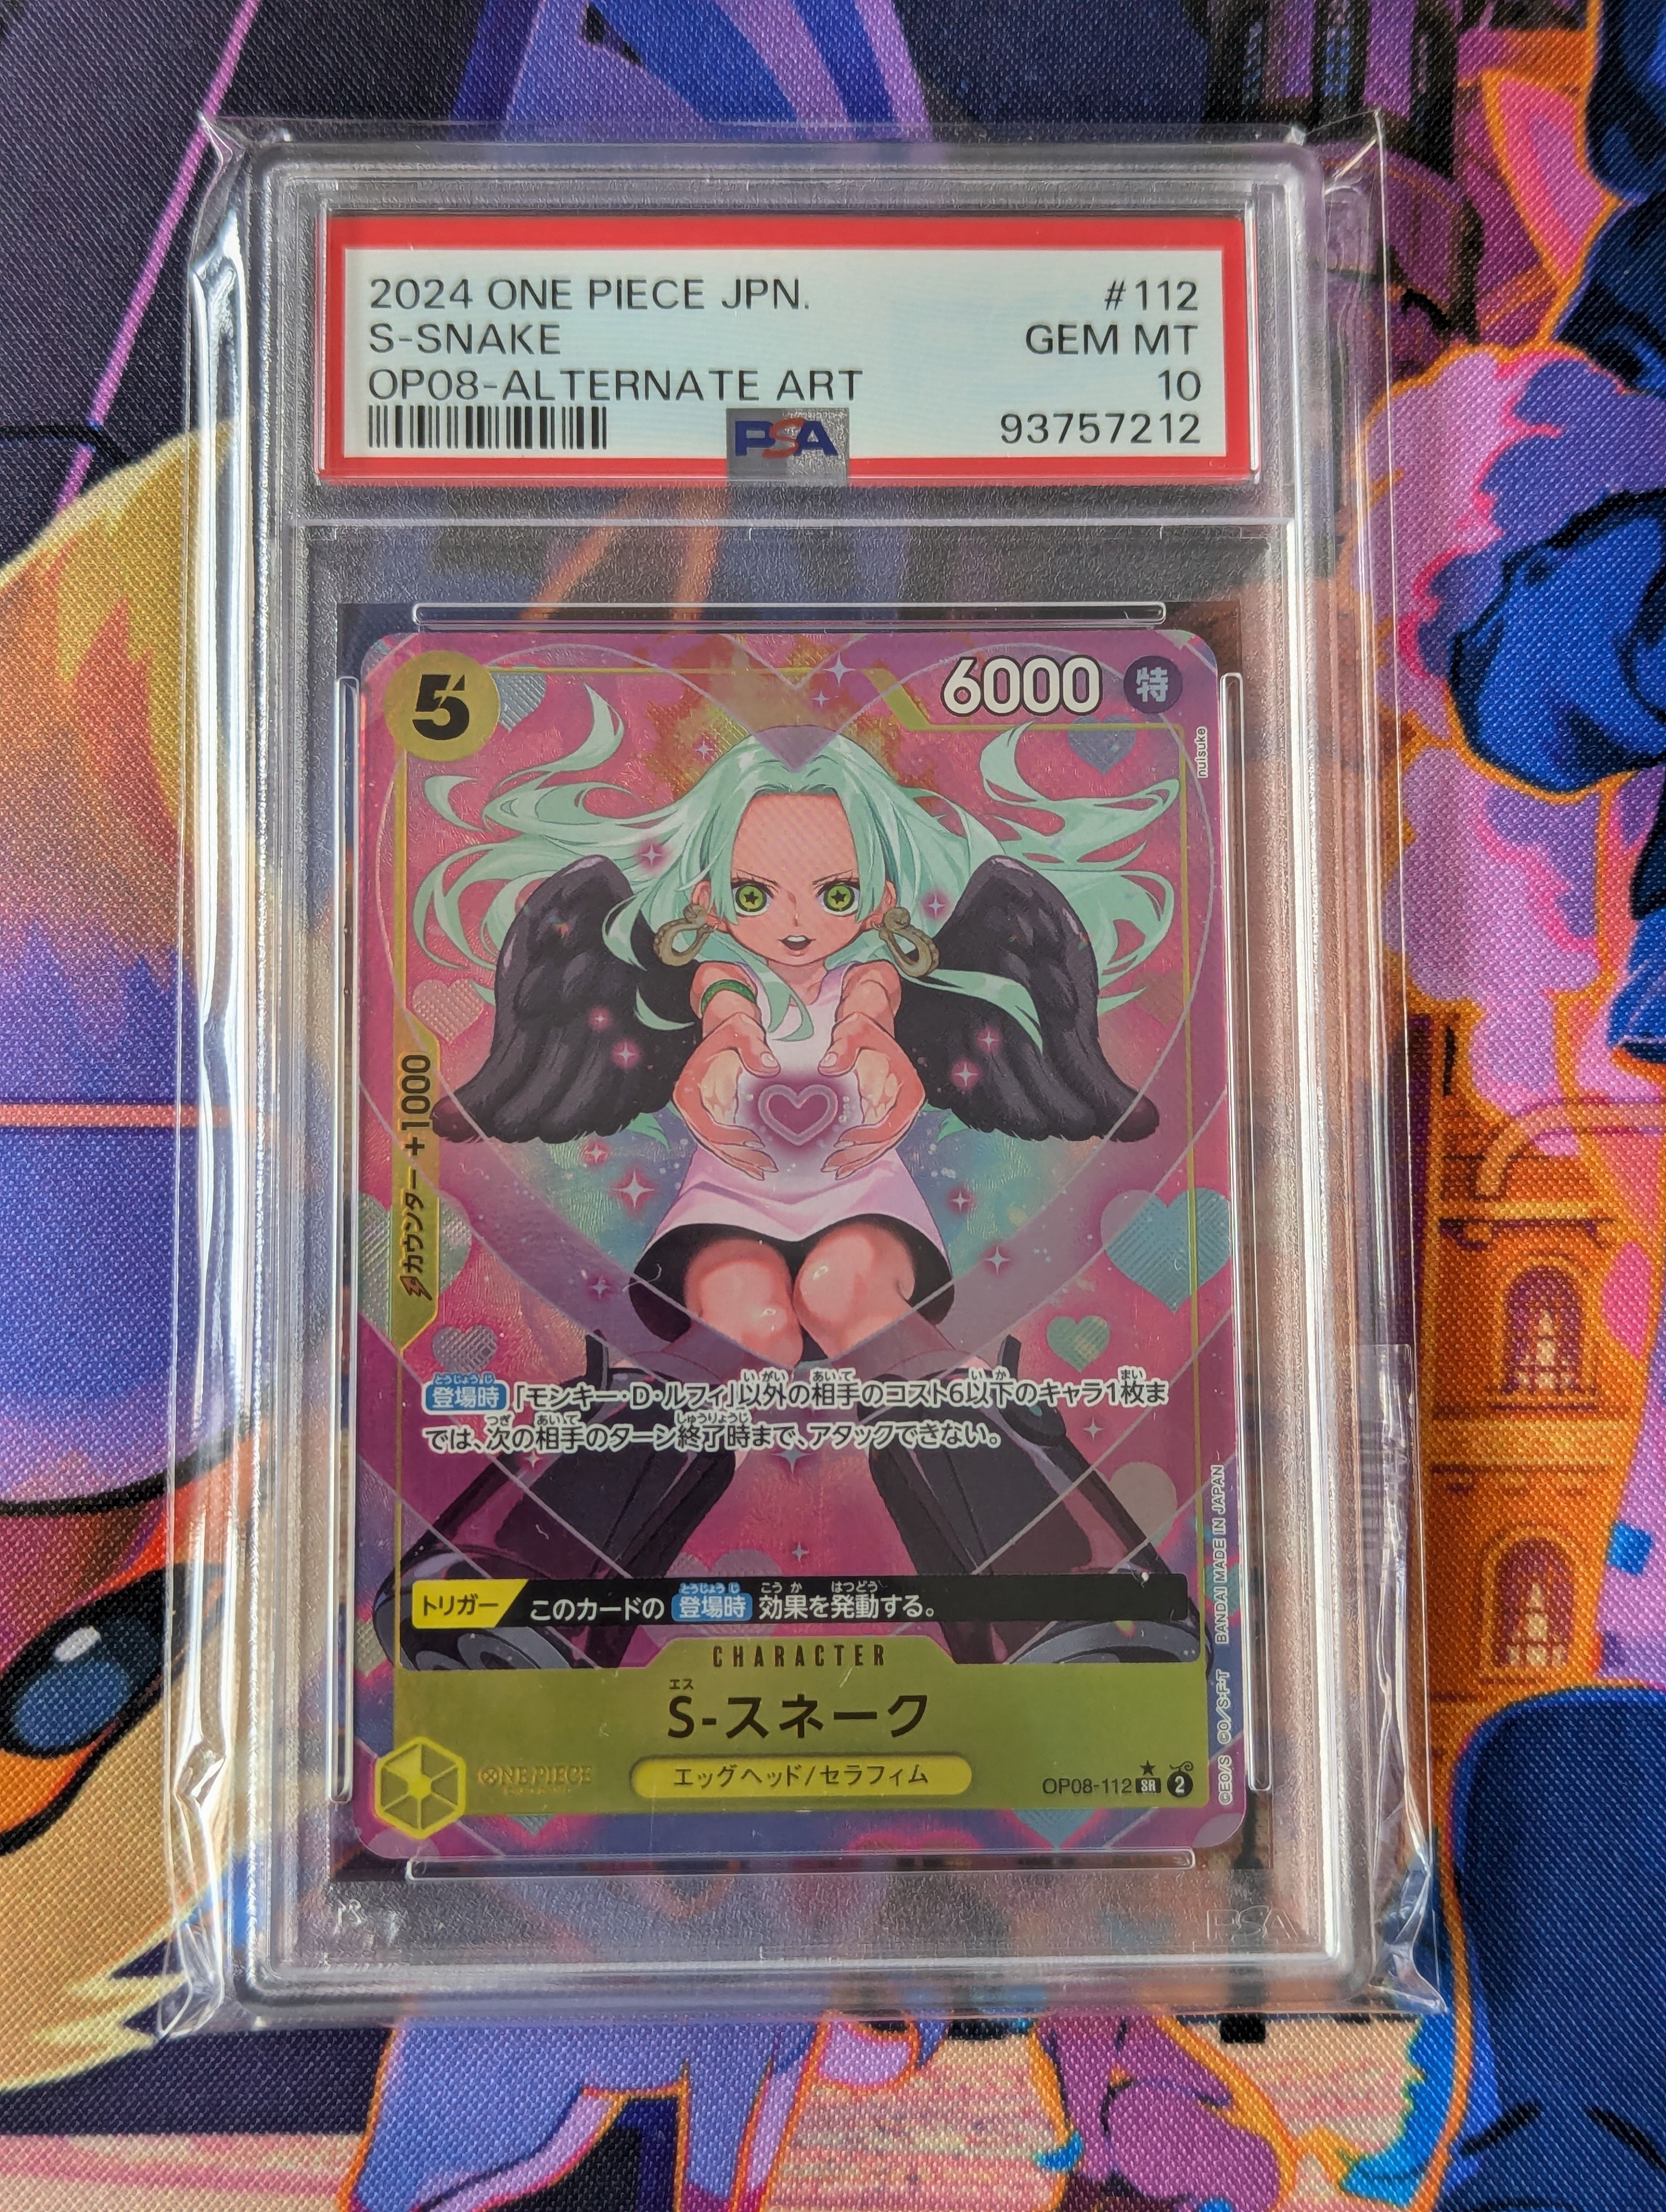 2024 ONE PIECE JPN. #112
S-SNAKE GEM MT
OP08-ALTERNATE ART 10
PSA 93757212
5 6000 特
nuisuke
カウンター +1000
登場時 「モンキー・D・ルフィ」以外の相手のコスト6以下のキャラ1枚ま
では、次の相手のターン終了時まで、アタックできない。
トリガー このカードの 登場時 効果を発動する。
CHARACTER
エス
S-スネーク
ONE PIECE
エッグヘッド/セラフィム
OP08-112 SR 2
©EO/S ©O/S・F・T BANDAI MADE IN JAPAN
PSA